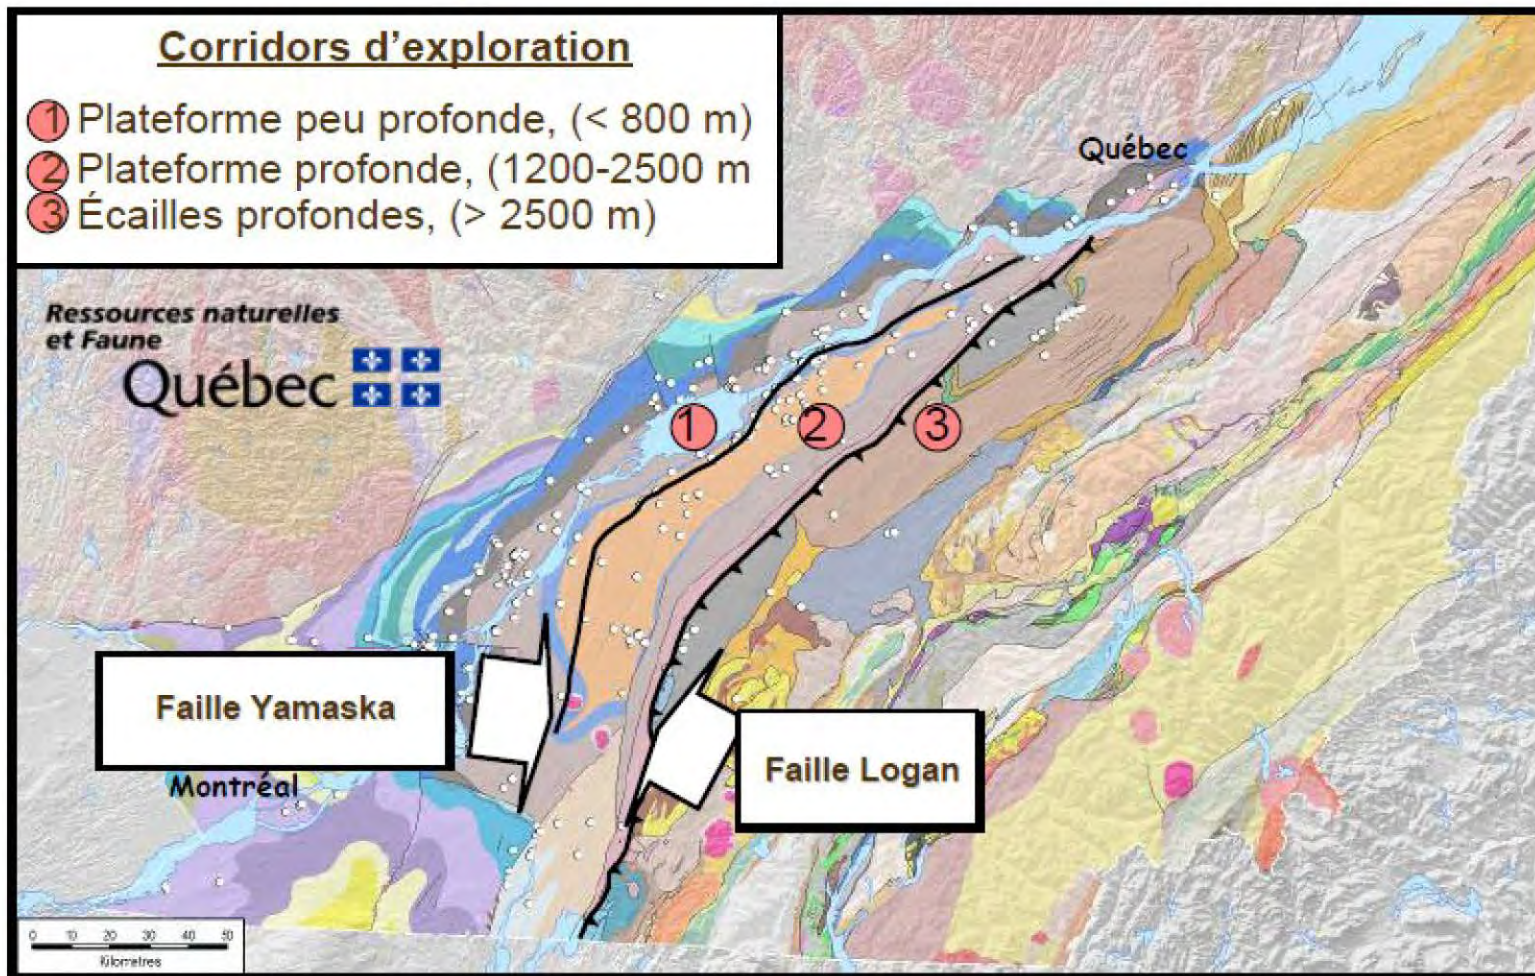 Corridors d'exploration
1 Plateforme peu profonde, (< 800 m)
2 Plateforme profonde, (1200-2500 m
3 Écailles profondes, (> 2500 m)
Québec
Ressources naturelles
et Faune
Québec
1
2
3
Faille Yamaska
Faille Logan
Montréal
0 10 20 30 40 50
Kilometres